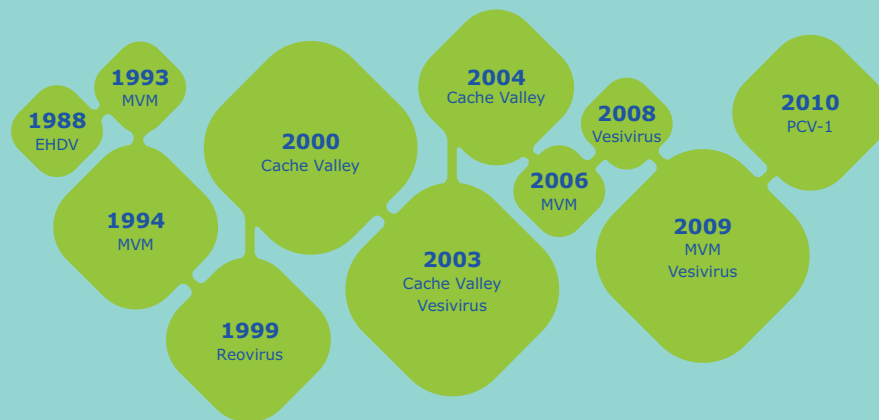 1988
EHDV
1993
MVM
1994
MVM
1999
Reovirus
2000
Cache Valley
2003
Cache Valley
Vesivirus
2004
Cache Valley
2006
MVM
2008
Vesivirus
2009
MVM
Vesivirus
2010
PCV-1